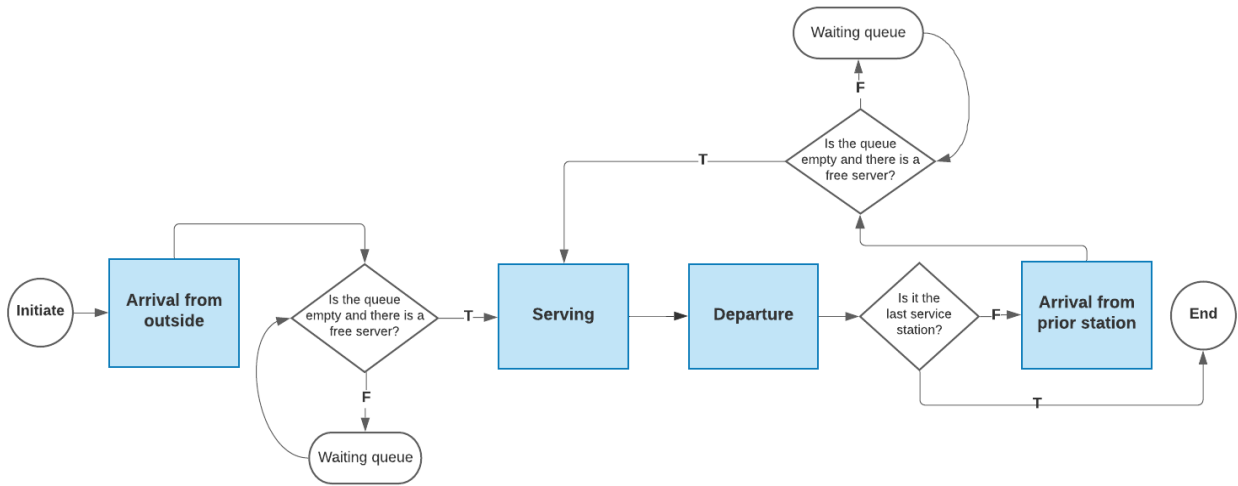 Waiting queue
F
Is the queue
empty and there is a
free server?
T
Initiate
Arrival from
outside
Is the queue
empty and there is a
free server?
T
F
Waiting queue
Serving
Departure
Is it the
last service
station?
F
Arrival from
prior station
T
End